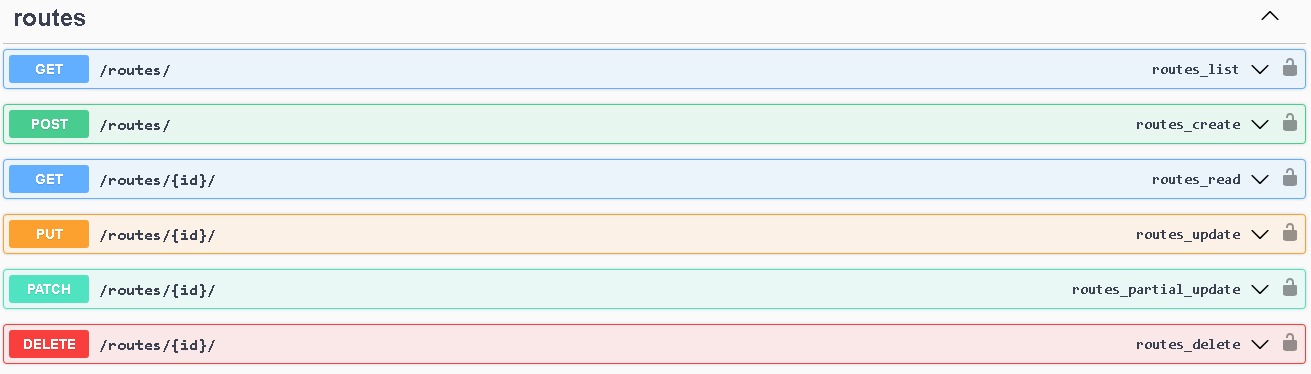 routes
GET /routes/ routes_list
POST /routes/ routes_create
GET /routes/{id}/ routes_read
PUT /routes/{id}/ routes_update
PATCH /routes/{id}/ routes_partial_update
DELETE /routes/{id}/ routes_delete